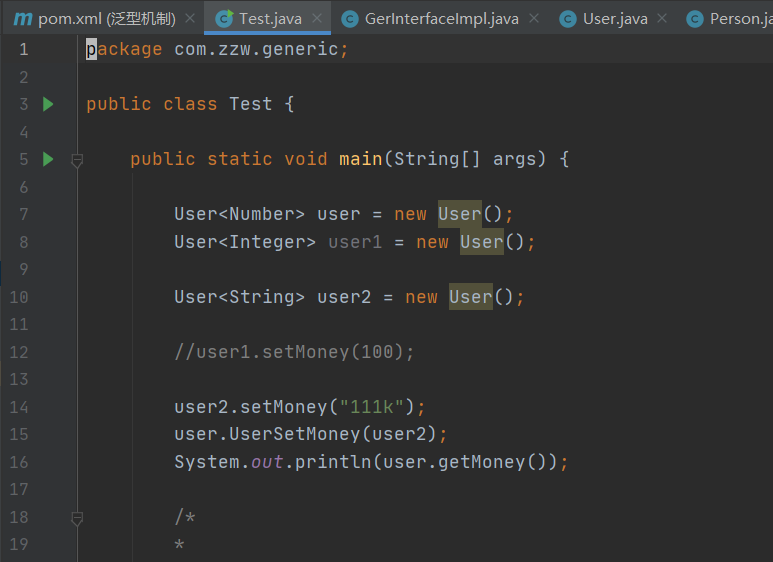 pom.xml (泛型机制) Test.java GerInterfaceImpl.java User.java Person.ja
1 package com.zzw.generic;
2
3 public class Test {
4
5 public static void main(String[] args) {
6
7 User<Number> user = new User();
8 User<Integer> user1 = new User();
9
10 User<String> user2 = new User();
11
12 //user1.setMoney(100);
13
14 user2.setMoney("111k");
15 user.UserSetMoney(user2);
16 System.out.println(user.getMoney());
17
18 /*
19 *